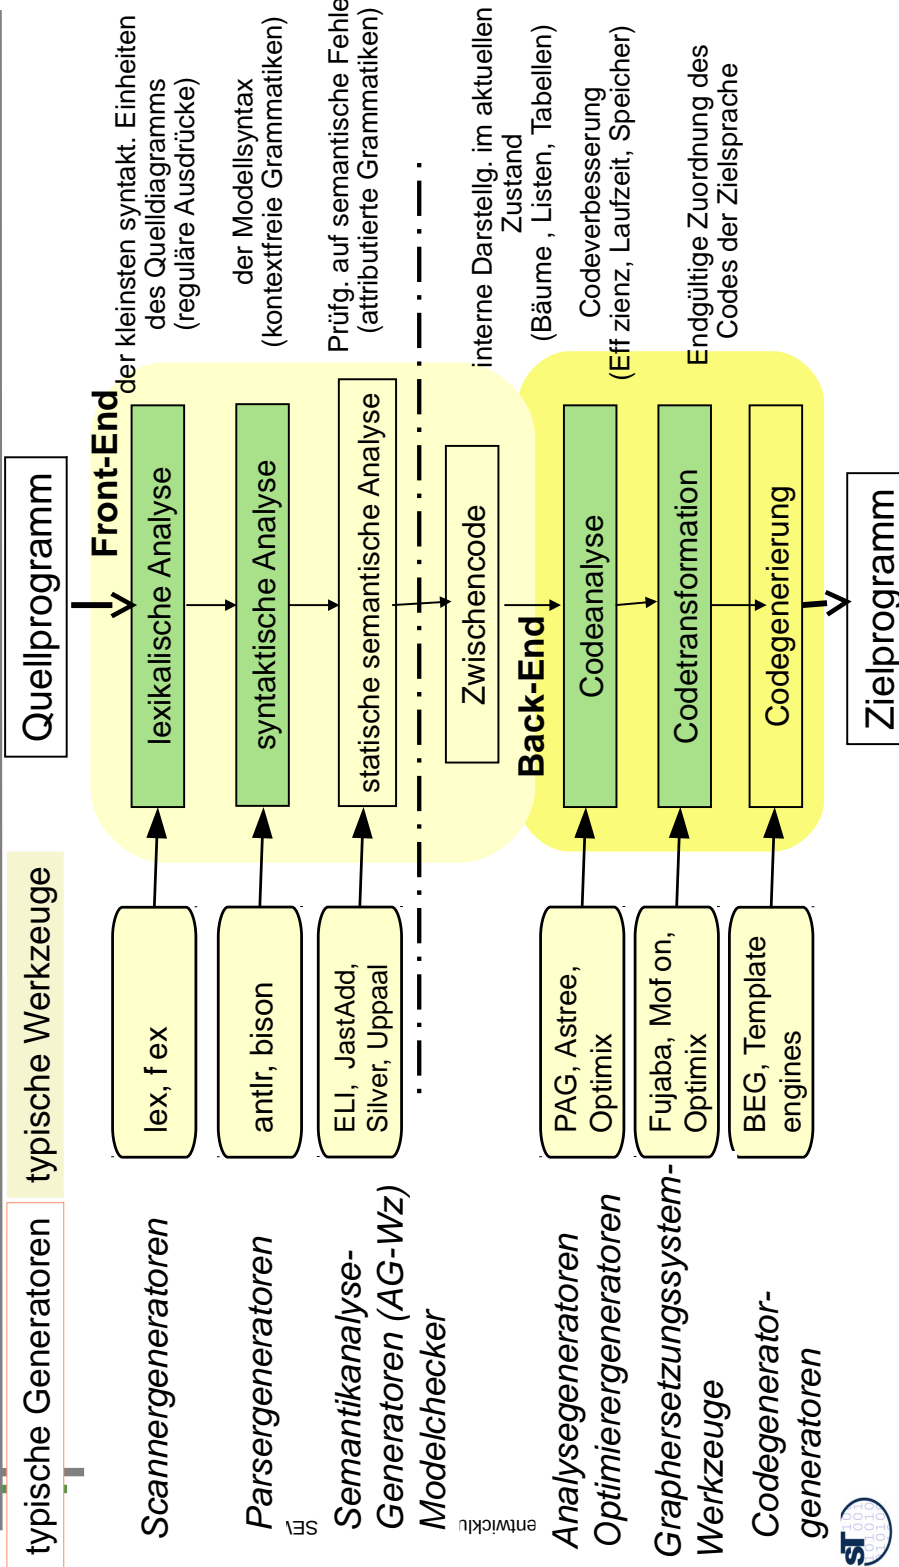 typische Generatoren
typische Werkzeuge
Quellprogramm
Front-End
Scannergeneratoren
lex, f ex
lexikalische Analyse
der kleinsten syntakt. Einheiten
des Quelldiagramms
(reguläre Ausdrücke)
Parsergeneratoren
antlr, bison
syntaktische Analyse
der Modellsyntax
(kontextfreie Grammatiken)
Semantikanalyse-
Generatoren (AG-Wz)
Modelchecker
ELI, JastAdd,
Silver, Uppaal
statische semantische Analyse
Prüfg. auf semantische Fehle
(attributierte Grammatiken)
Zwischencode
interne Darstellg. im aktuellen
Zustand
(Bäume , Listen, Tabellen)
Back-End
Analysegeneratoren
Optimierergeneratoren
PAG, Astree,
Optimix
Codeanalyse
Codeverbesserung
(Eff zienz, Laufzeit, Speicher)
Graphersetzungssystem-
Werkzeuge
Fujaba, Mof on,
Optimix
Codetransformation
Endgültige Zuordnung des
Codes der Zielsprache
Codegenerator-
generatoren
BEG, Template
engines
Codegenerierung
Zielprogramm
entwicklu
ST